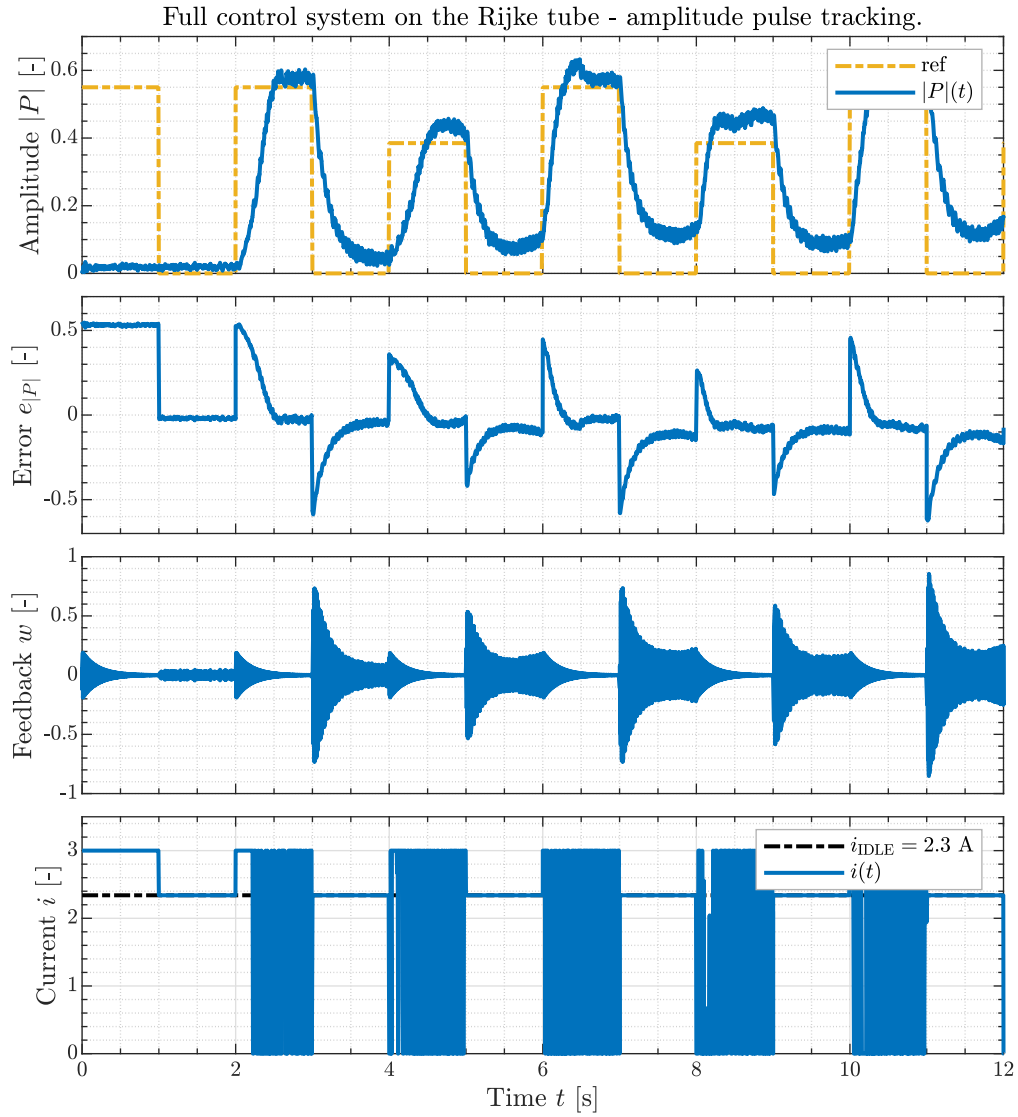 Full control system on the Rijke tube - amplitude pulse tracking.
Amplitude |P| [-]
0.6
0.4
0.2
0
ref
|P|(t)
Error e|P| [-]
0.5
0
-0.5
Feedback w [-]
1
0.5
0
-0.5
-1
Current i [-]
3
2
1
0
iIDLE = 2.3 A
i(t)
0 2 4 6 8 10 12
Time t [s]